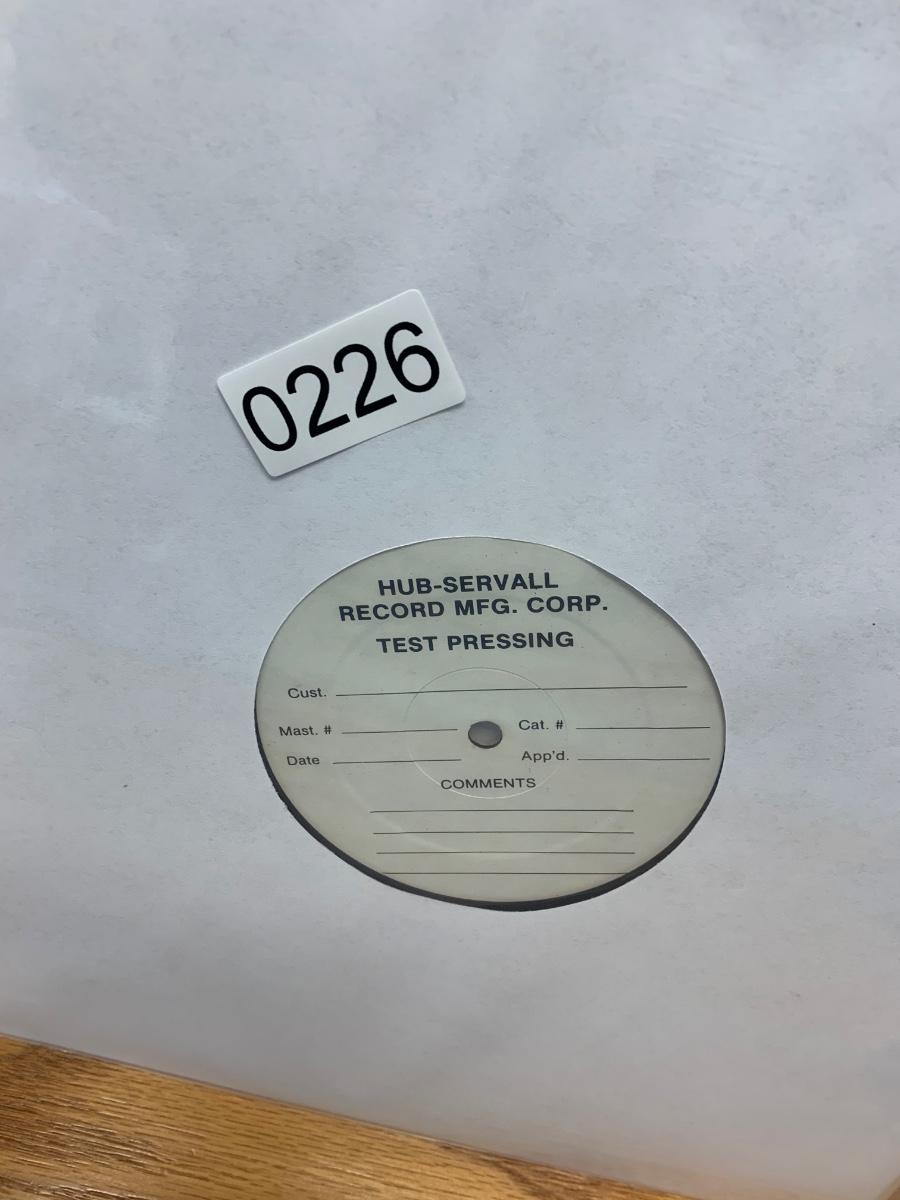 0226
HUB-SERVALL
RECORD MFG. CORP.
TEST PRESSING
Cust.
Mast. # Cat. #
Date App'd.
COMMENTS